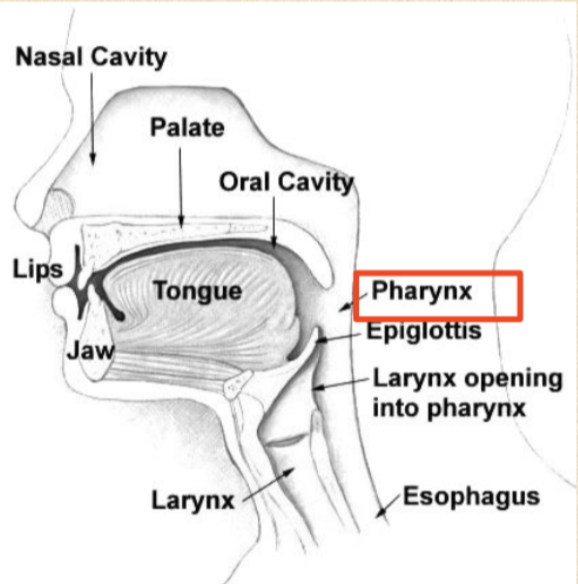 Nasal Cavity
Palate
Oral Cavity
Lips
Tongue
Pharynx
Epiglottis
Jaw
Larynx opening
into pharynx
Larynx
Esophagus